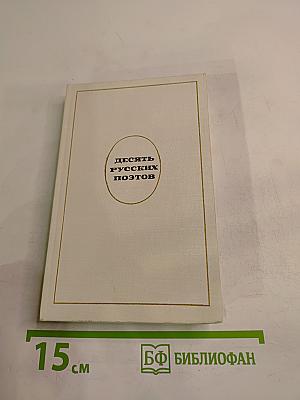 ДЕСЯТЬ
РУССКИХ
ПОЭТОВ
15 см
БФ БИБЛИОФАН